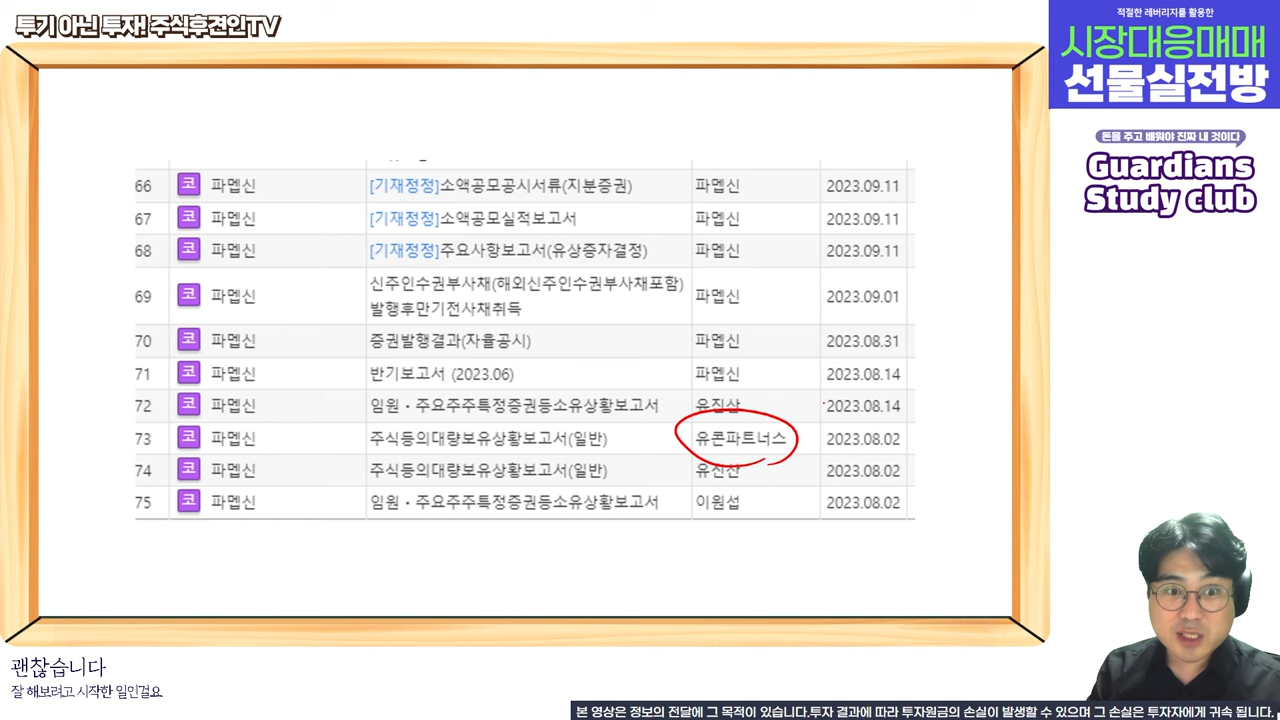 투기 아닌 투자! 주식후견인TV
적절한 레버리지를 활용한
시장대응매매
선물실전방
돈을 주고 배워야 진짜 내 것이다
Guardians
Study club
66 코 파멥신 [기재정정]소액공모공시서류(지분증권) 파멥신 2023.09.11
67 코 파멥신 [기재정정]소액공모실적보고서 파멥신 2023.09.11
68 코 파멥신 [기재정정]주요사항보고서(유상증자결정) 파멥신 2023.09.11
69 코 파멥신 신주인수권부사채(해외신주인수권부사채포함) 파멥신 2023.09.01
발행후만기전사채취득
70 코 파멥신 증권발행결과(자율공시) 파멥신 2023.08.31
71 코 파멥신 반기보고서 (2023.06) 파멥신 2023.08.14
72 코 파멥신 임원・주요주주특정증권등소유상황보고서 유진산 2023.08.14
73 코 파멥신 주식등의대량보유상황보고서(일반) 유콘파트너스 2023.08.02
74 코 파멥신 주식등의대량보유상황보고서(일반) 유진산 2023.08.02
75 코 파멥신 임원・주요주주특정증권등소유상황보고서 이원섭 2023.08.02
괜찮습니다
잘 해보려고 시작한 일인걸요
본 영상은 정보의 전달에 그 목적이 있습니다.투자 결과에 따라 투자원금의 손실이 발생할 수 있으며 그 손실은 투자자에게 귀속 됩니다.